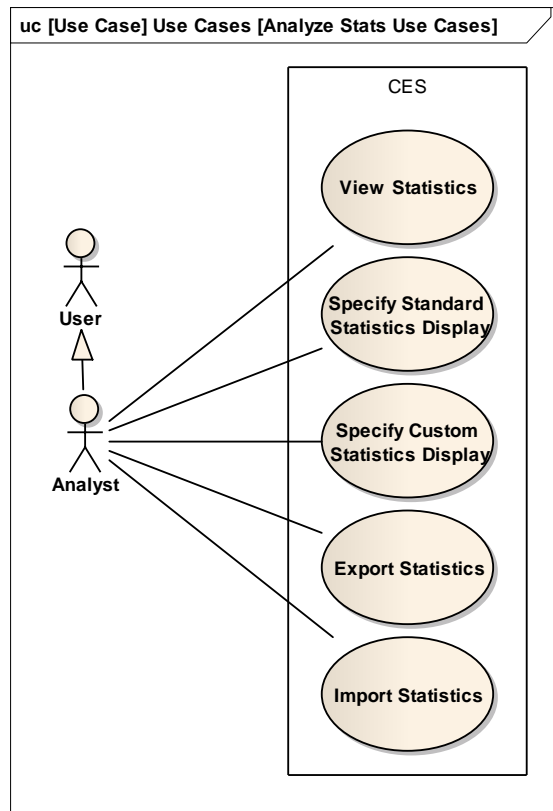 uc [Use Case] Use Cases [Analyze Stats Use Cases]
CES
View Statistics
User
Specify Standard
Statistics Display
Analyst
Specify Custom
Statistics Display
Export Statistics
Import Statistics